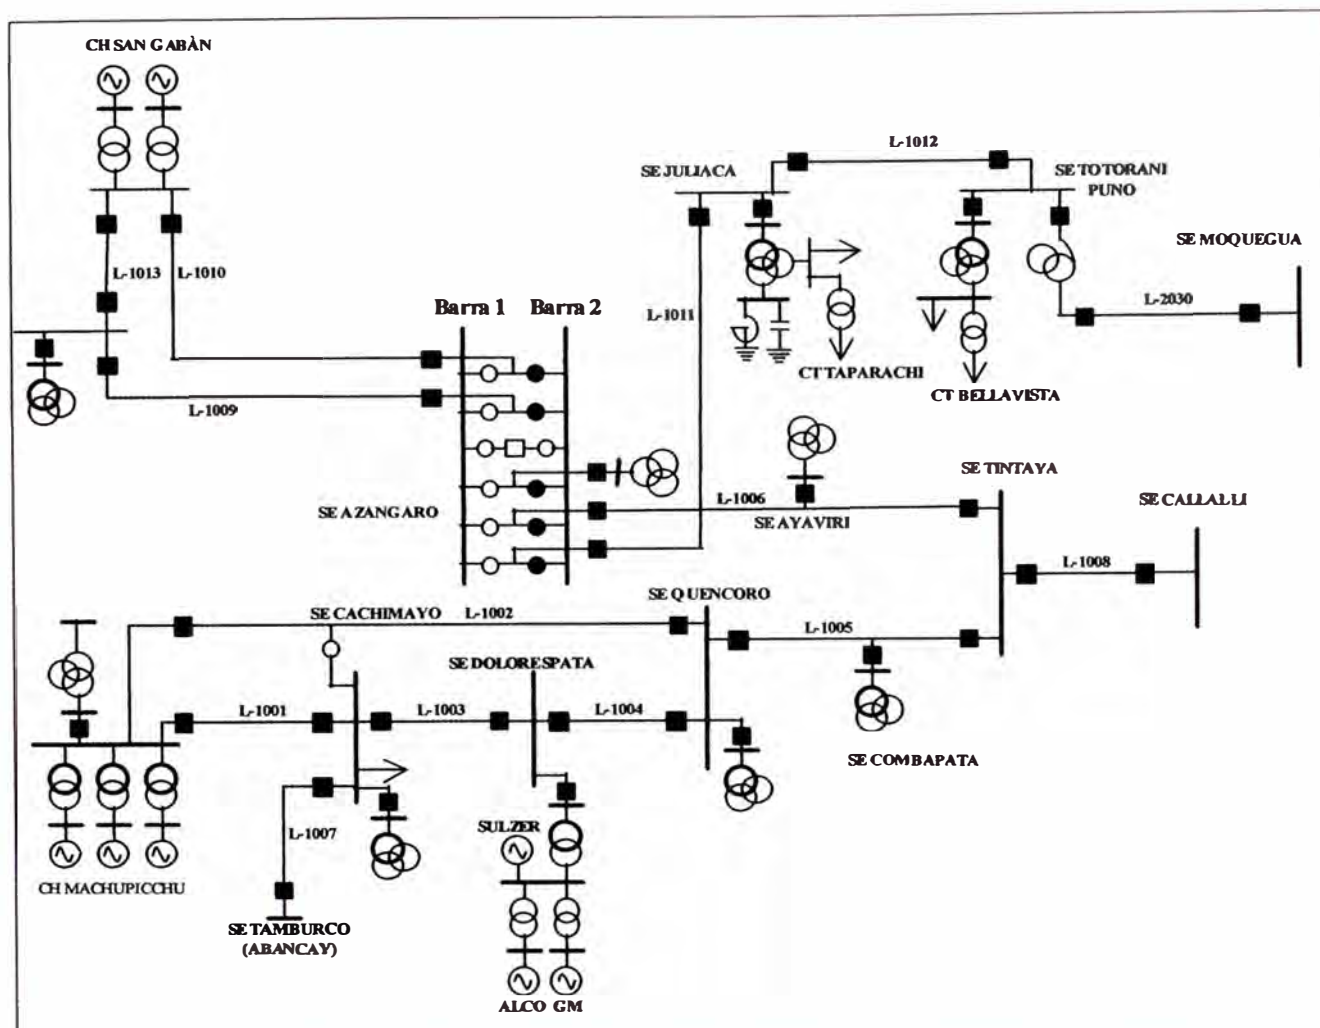 CH SAN GABÀN
L-1012
SE JULIACA
SE TOTORANI
PUNO
SE MOQUEGUA
L-1013
L-1010
Barra 1
Barra 2
L-1011
L-2030
CT TAPARACHI
CT BELLAVISTA
L-1009
SE TINTAYA
SE AZANGARO
L-1006
SE AYAVIRI
SE CALLALLI
L-1008
SE QUENCORO
SE CACHIMAYO
L-1002
L-1005
SE DOLORESPATA
L-1001
L-1003
L-1004
SE COMBAPATA
L-1007
SULZER
CH MACHUPICCHU
SE TAMBURCO
(ABANCAY)
ALCO GM